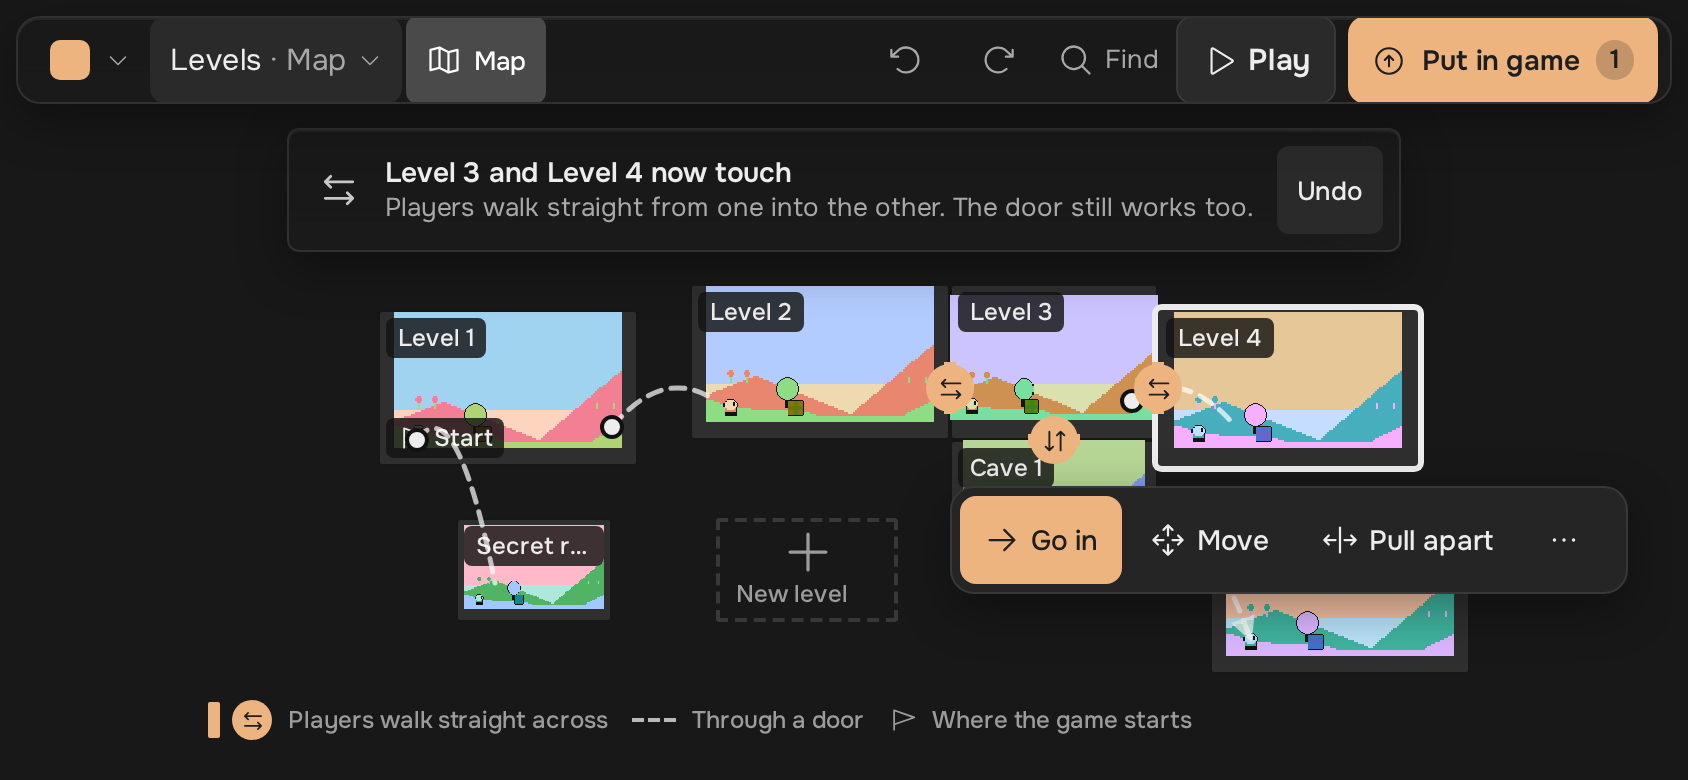 Levels · Map
Map
Find
Play
Put in game 1
Level 3 and Level 4 now touch
Players walk straight from one into the other. The door still works too.
Undo
Level 1
Level 2
Level 3
Level 4
Start
Cave 1
Secret r...
New level
Go in
Move
Pull apart
...
Players walk straight across
Through a door
Where the game starts